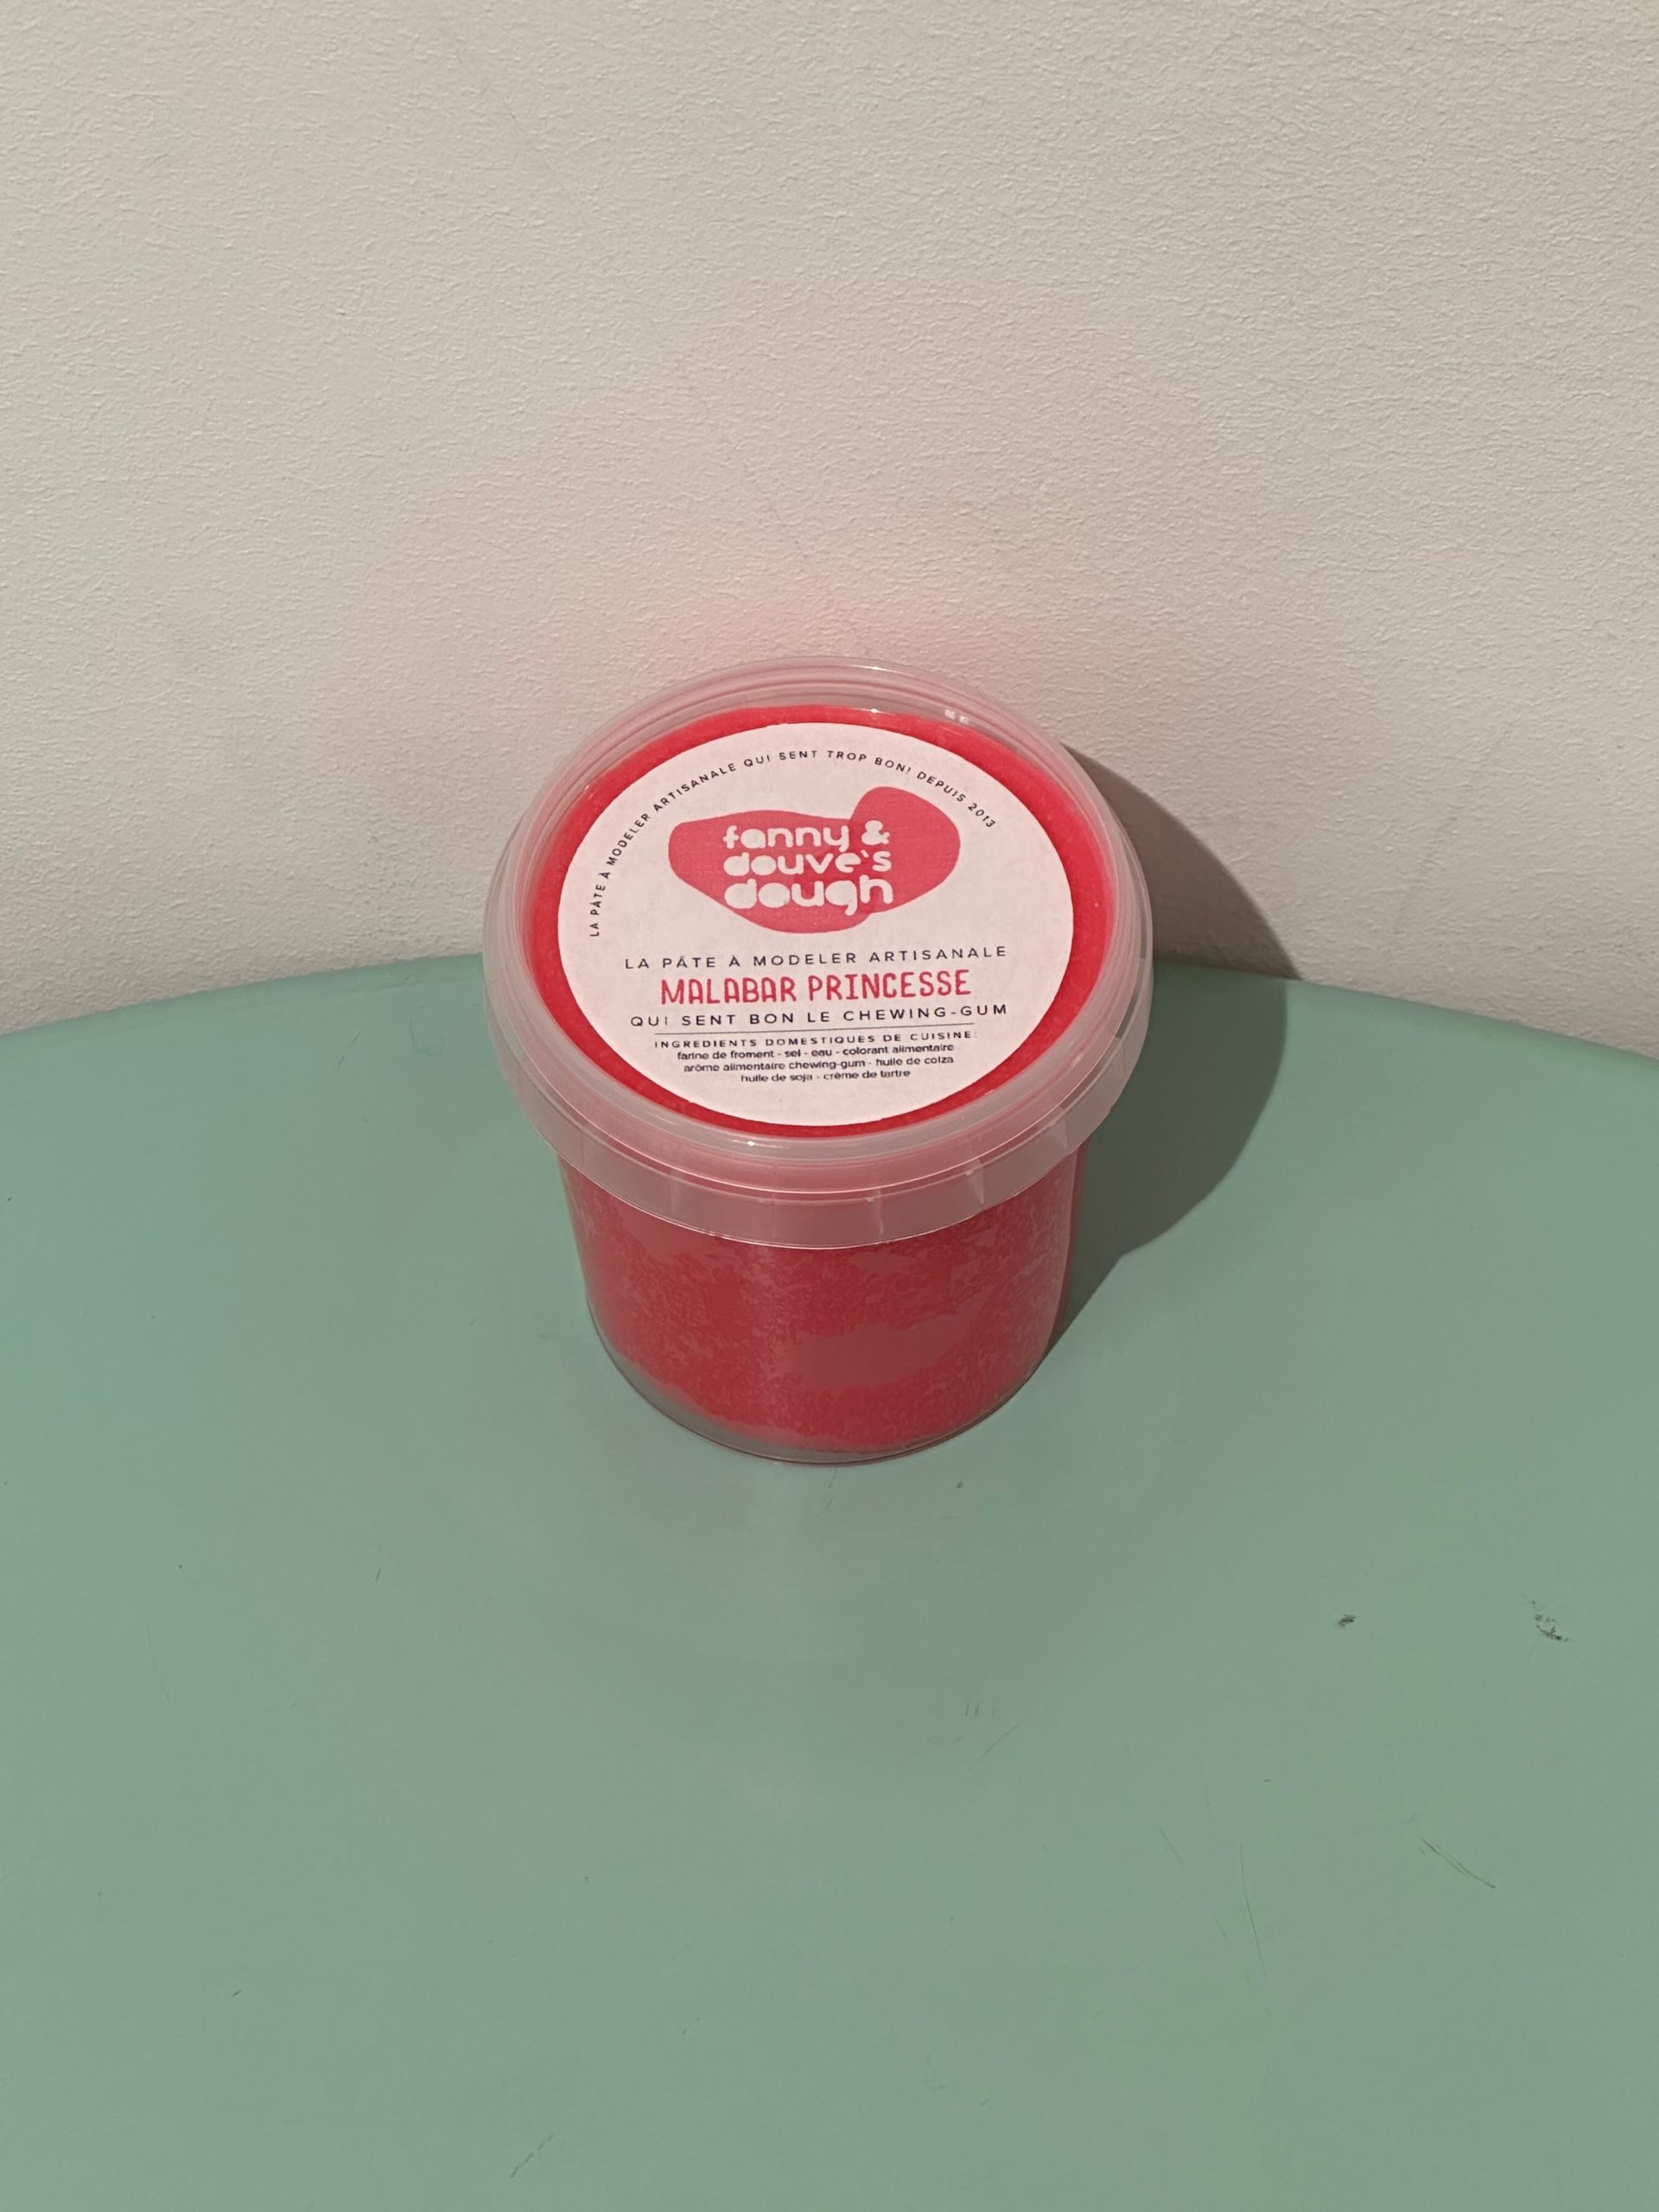 LA PÂTE À MODELER ARTISANALE QUI SENT TROP BON! DEPUIS 2013
fanny &
douve's
dough
LA PÂTE À MODELER ARTISANALE
MALABAR PRINCESSE
QUI SENT BON LE CHEWING-GUM
INGREDIENTS DOMESTIQUES DE CUISINE:
farine de froment - sel - eau - colorant alimentaire
arôme alimentaire chewing-gum - huile de colza
huile de soja - crème de tartre